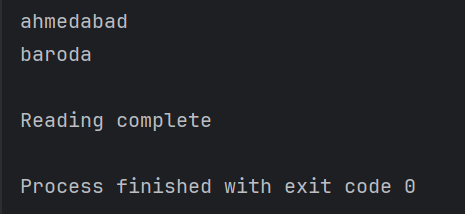 ahmedabad
baroda
Reading complete
Process finished with exit code 0